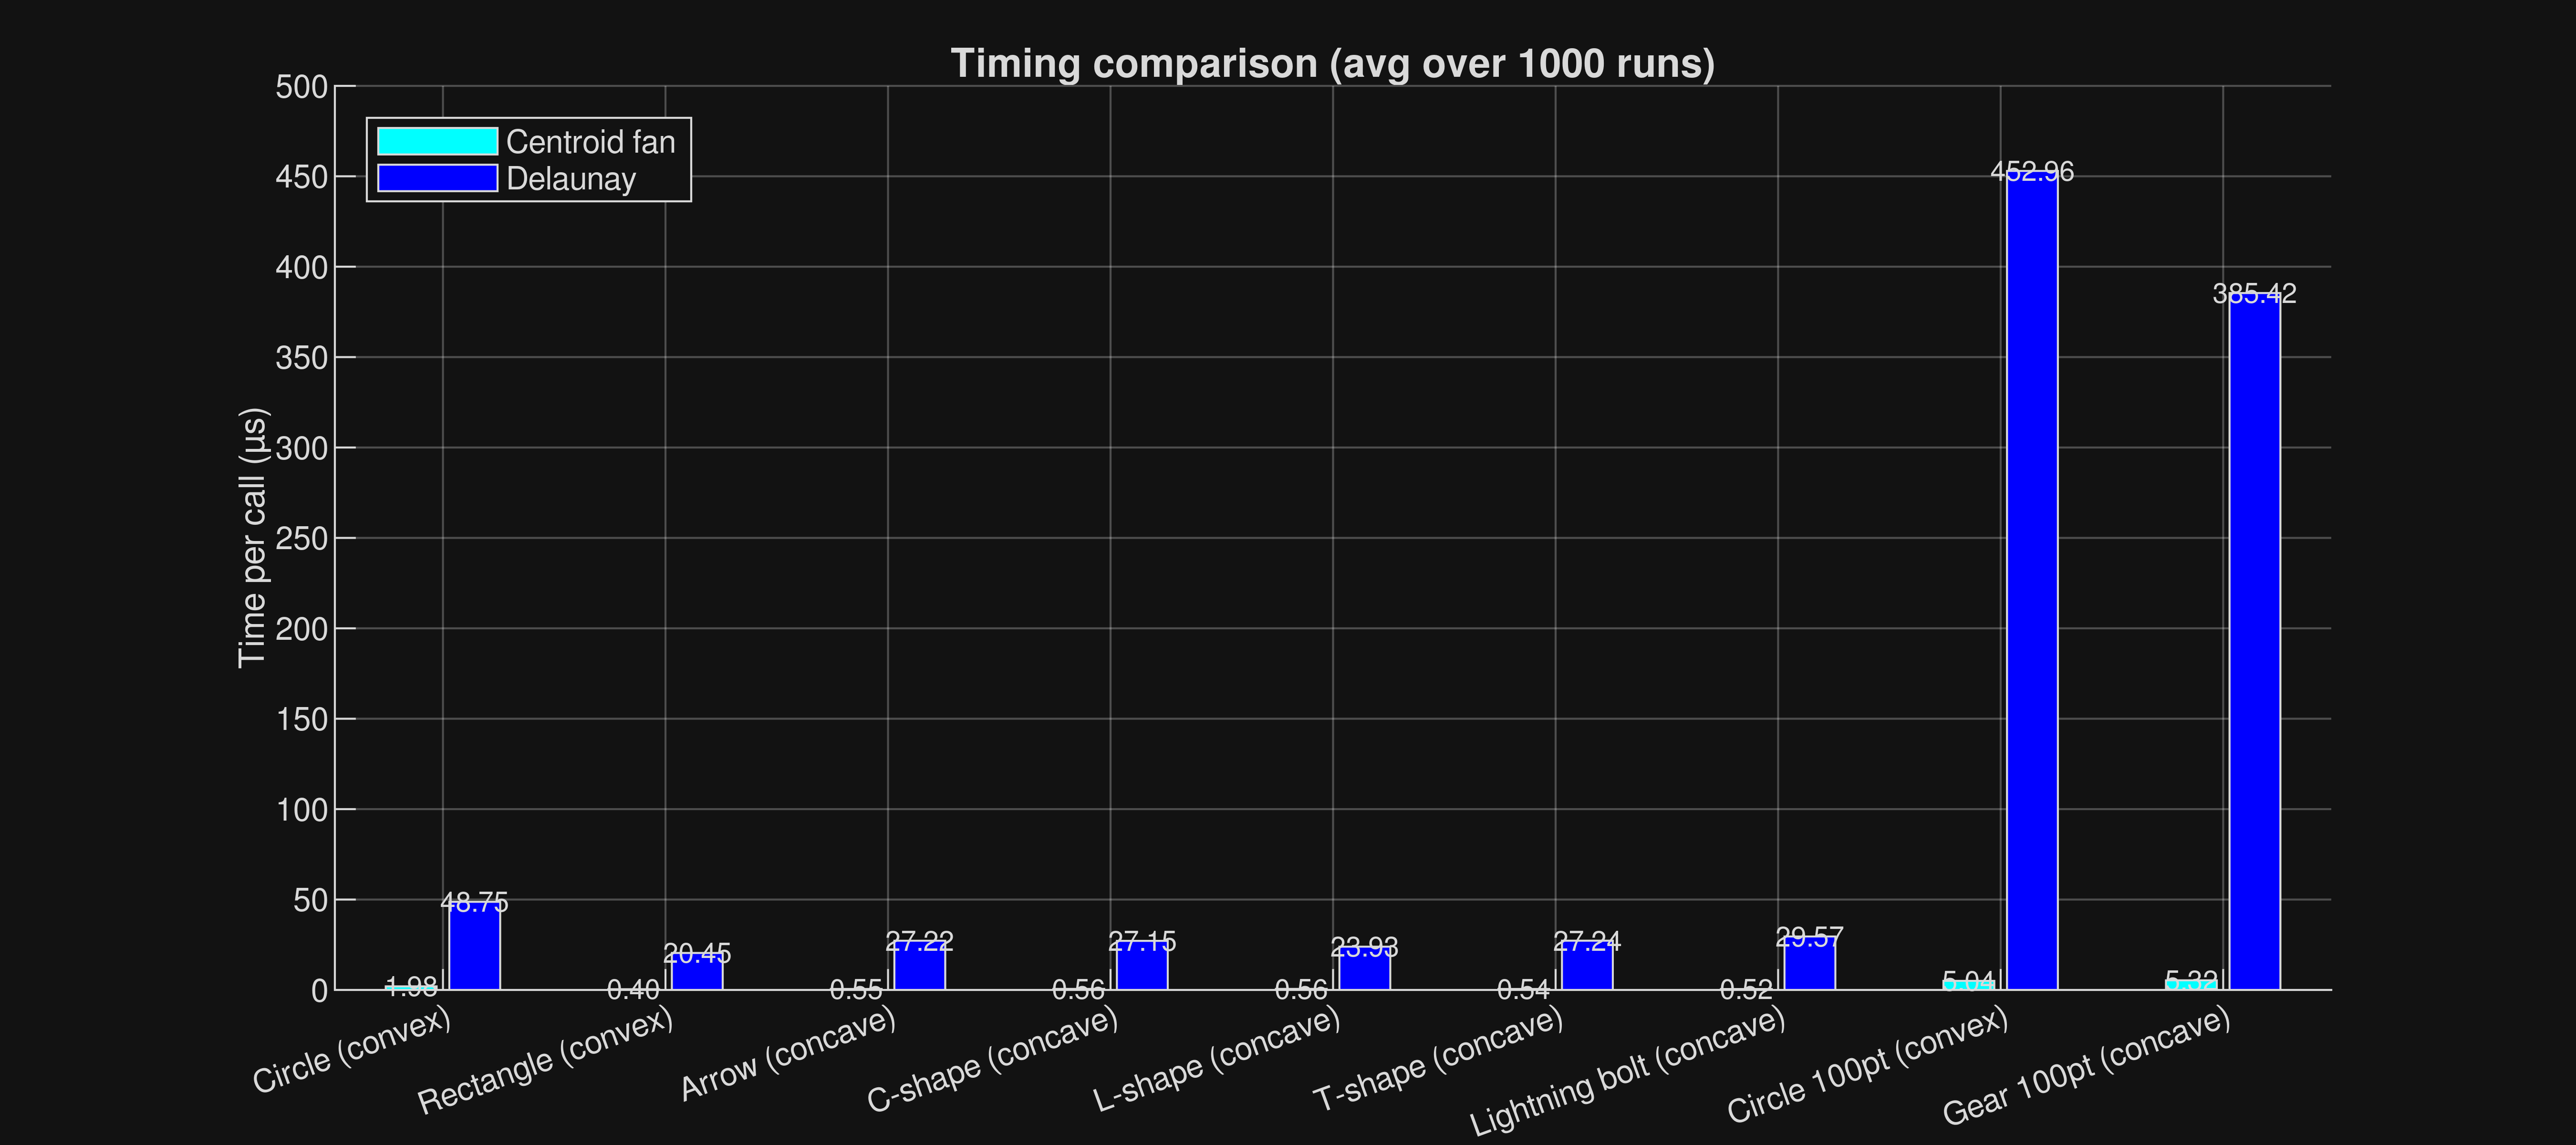 Timing comparison (avg over 1000 runs)
Centroid fan
Delaunay
Time per call (µs)
500
450
400
350
300
250
200
150
100
50
0
1.98
48.75
0.40
20.45
0.55
27.22
0.56
27.15
0.56
23.93
0.54
27.24
0.52
29.57
5.04
452.96
5.32
385.42
Circle (convex)
Rectangle (convex)
Arrow (concave)
C-shape (concave)
L-shape (concave)
T-shape (concave)
Lightning bolt (concave)
Circle 100pt (convex)
Gear 100pt (concave)